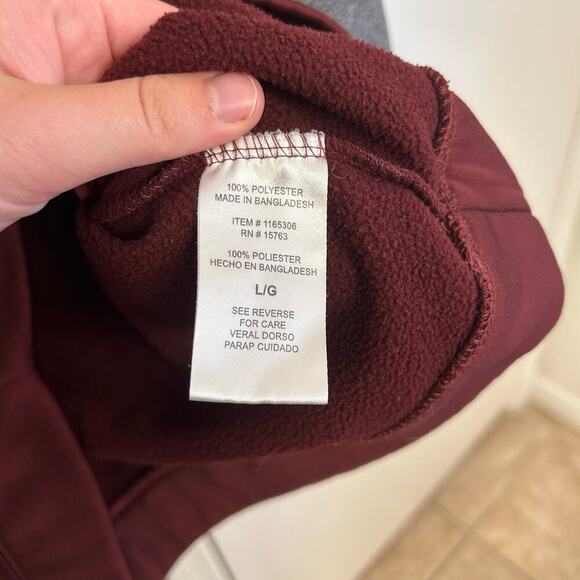 100% POLYESTER
MADE IN BANGLADESH
ITEM # 1165306
RN # 15763
100% POLIESTER
HECHO EN BANGLADESH
L/G
SEE REVERSE
FOR CARE
VERAL DORSO
PARAP CUIDADO